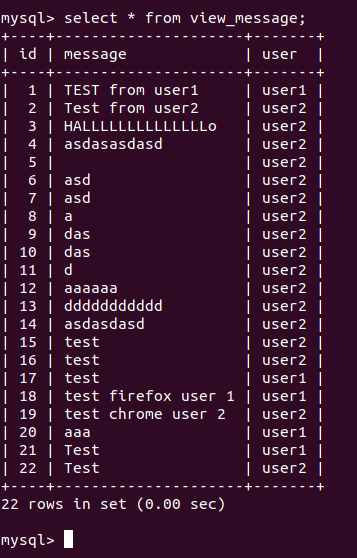 mysql> select * from view_message;
+----+----------------------+-------+
| id | message              | user  |
+----+----------------------+-------+
|  1 | TEST from user1      | user1 |
|  2 | Test from user2      | user2 |
|  3 | HALLLLLLLLLLLLLLo    | user2 |
|  4 | asdasasdasd          | user2 |
|  5 |                      | user2 |
|  6 | asd                  | user2 |
|  7 | asd                  | user2 |
|  8 | a                    | user2 |
|  9 | das                  | user2 |
| 10 | das                  | user2 |
| 11 | d                    | user2 |
| 12 | aaaaaa               | user2 |
| 13 | ddddddddddd          | user2 |
| 14 | asdasdasd            | user2 |
| 15 | test                 | user2 |
| 16 | test                 | user2 |
| 17 | test                 | user1 |
| 18 | test firefox user 1  | user1 |
| 19 | test chrome user 2   | user2 |
| 20 | aaa                  | user1 |
| 21 | Test                 | user1 |
| 22 | Test                 | user2 |
+----+----------------------+-------+
22 rows in set (0.00 sec)
mysql>